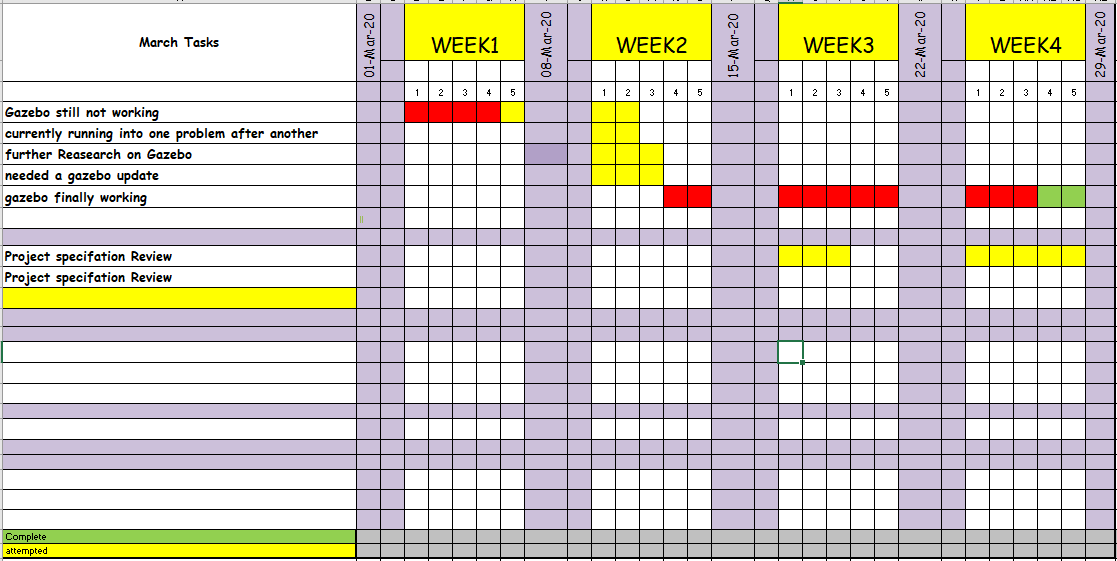 March Tasks
01-Mar-20
WEEK1
08-Mar-20
WEEK2
15-Mar-20
WEEK3
22-Mar-20
WEEK4
29-Mar-20
1 2 3 4 5 1 2 3 4 5 1 2 3 4 5 1 2 3 4 5
Gazebo still not working
currently running into one problem after another
further Reasearch on Gazebo
needed a gazebo update
gazebo finally working
Project specifation Review
Project specifation Review
Complete
attempted